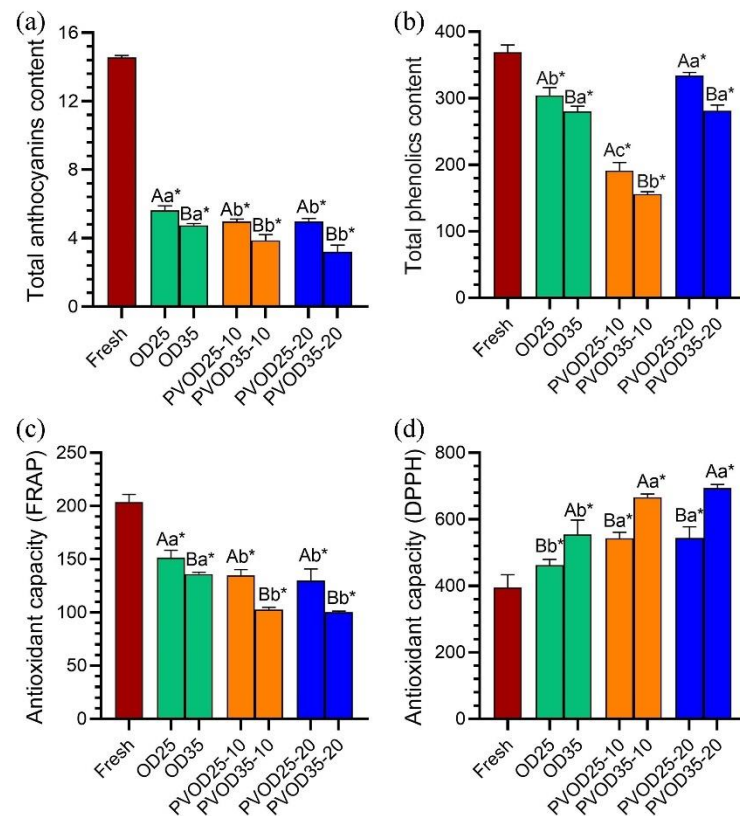 (a)
Total anthocyanins content
16
12
8
4
0
Aa*
Ba*
Ab*
Bb*
Ab*
Bb*
Fresh
OD25
OD35
PVOD25-10
PVOD35-10
PVOD25-20
PVOD35-20
(b)
Total phenolics content
400
300
200
100
0
Ab*
Ba*
Ac*
Bb*
Aa*
Ba*
Fresh
OD25
OD35
PVOD25-10
PVOD35-10
PVOD25-20
PVOD35-20
(c)
Antioxidant capacity (FRAP)
250
200
150
100
50
0
Aa*
Ba*
Ab*
Bb*
Ab*
Bb*
Fresh
OD25
OD35
PVOD25-10
PVOD35-10
PVOD25-20
PVOD35-20
(d)
Antioxidant capacity (DPPH)
800
600
400
200
0
Bb*
Ab*
Ba*
Aa*
Ba*
Aa*
Fresh
OD25
OD35
PVOD25-10
PVOD35-10
PVOD25-20
PVOD35-20